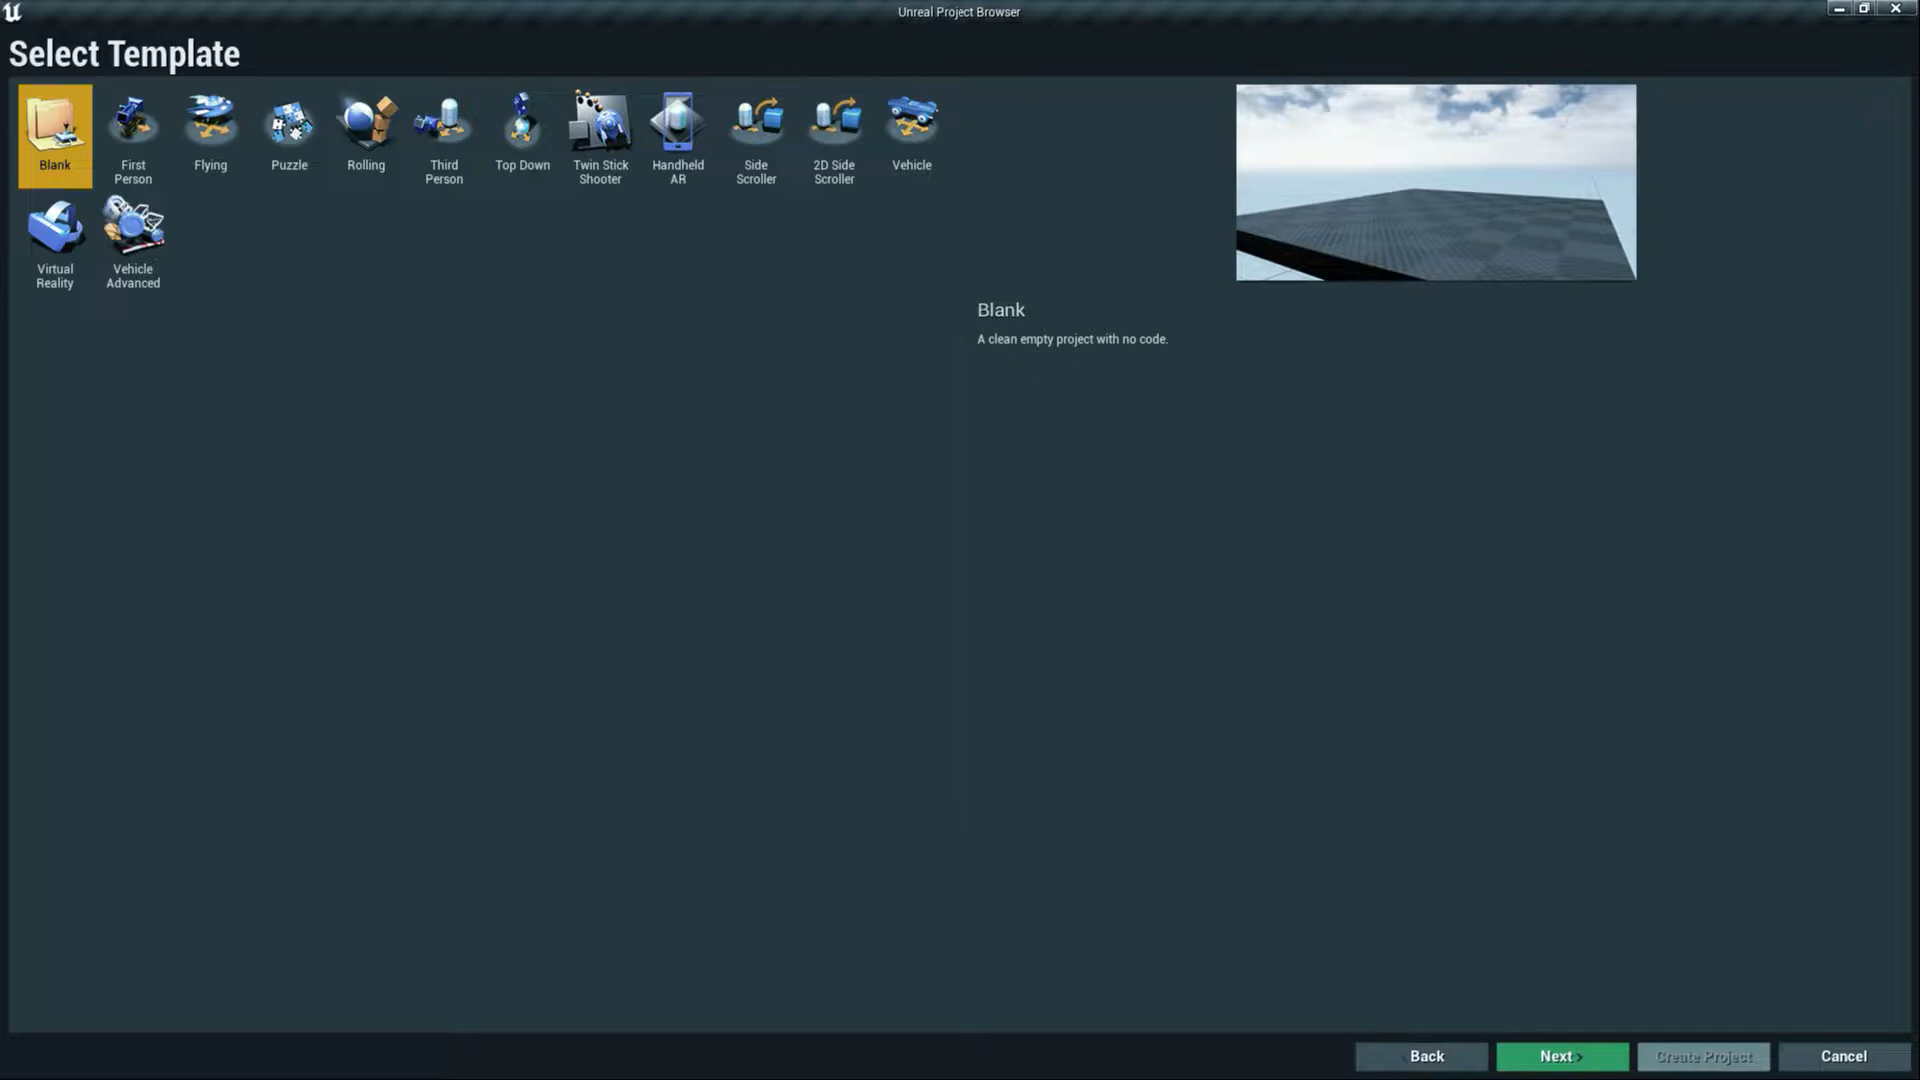 Unreal Project Browser
Select Template
Blank
First
Person
Flying
Puzzle
Rolling
Third
Person
Top Down
Twin Stick
Shooter
Handheld
AR
Side
Scroller
2D Side
Scroller
Vehicle
Virtual
Reality
Vehicle
Advanced
Blank
A clean empty project with no code.
Back
Next >
Create Project
Cancel